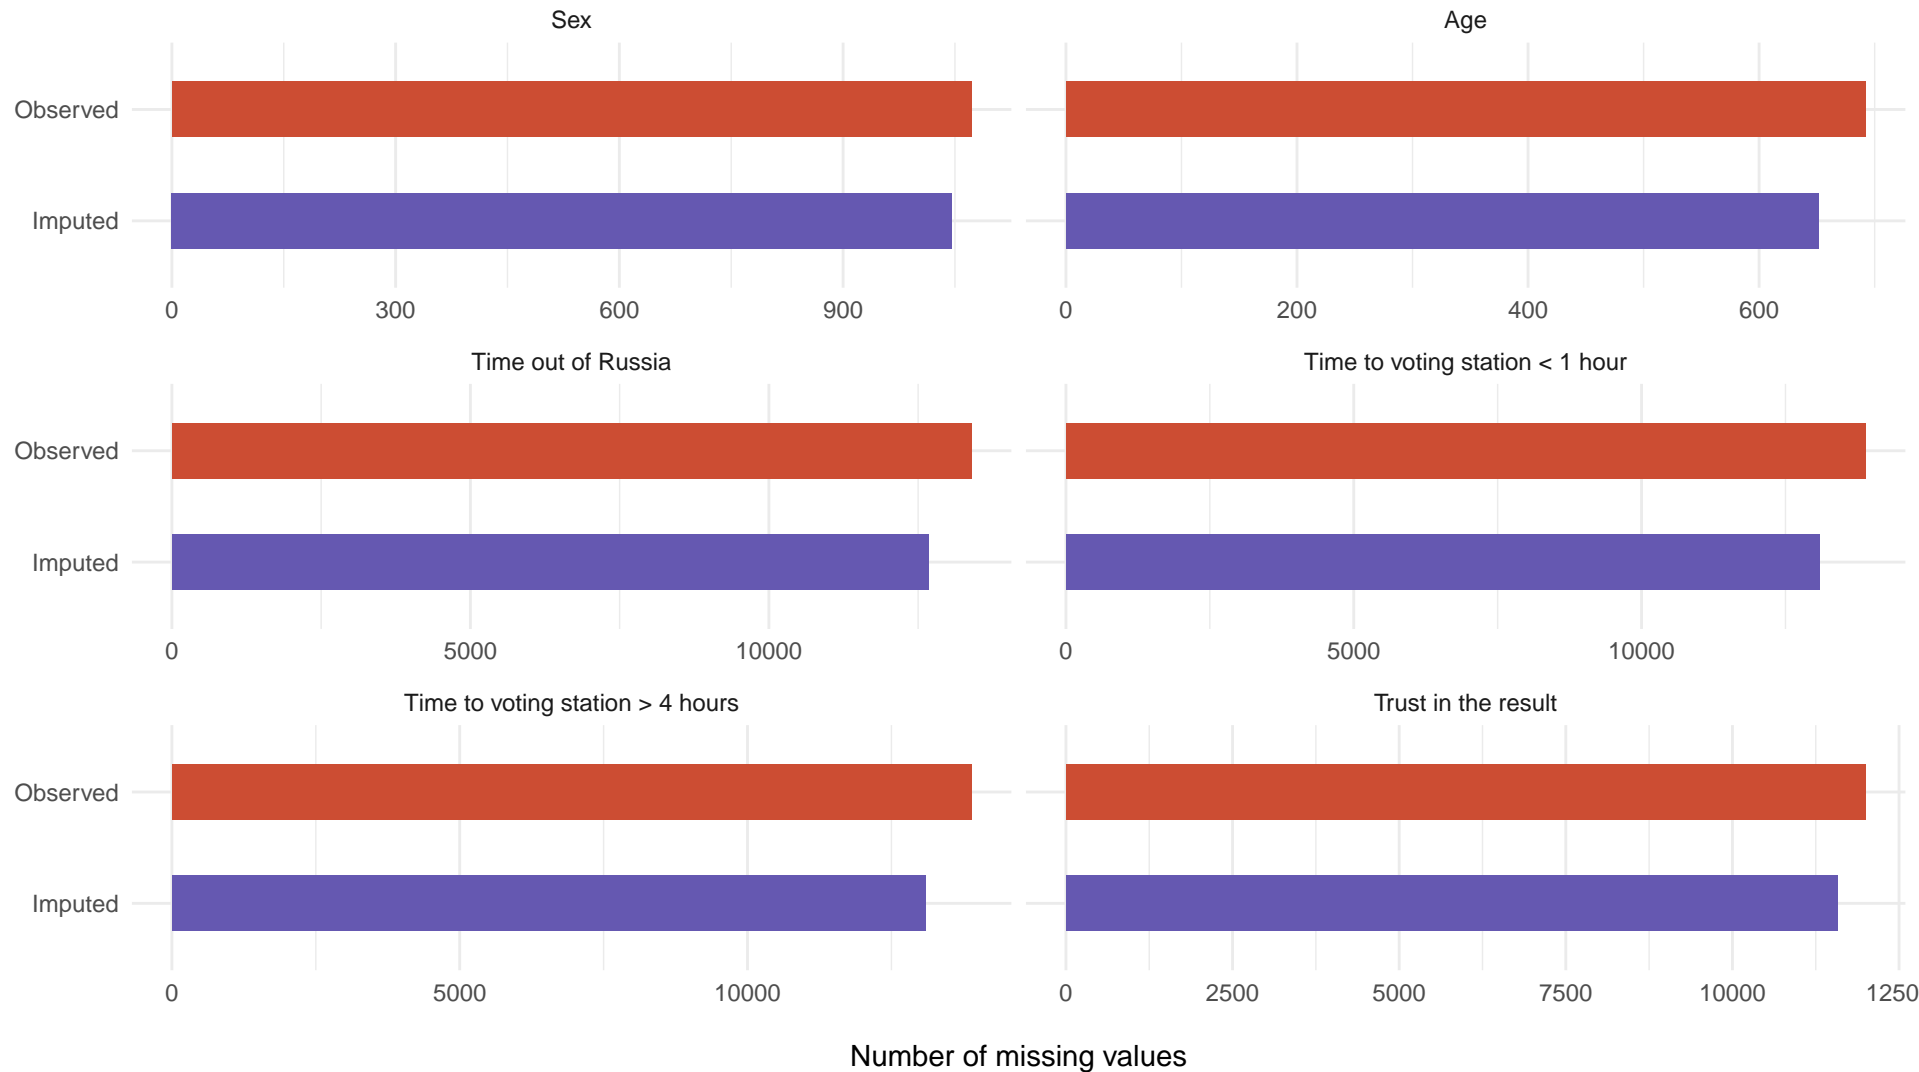 Sex
Age
Observed
Imputed
0 300 600 900
0 200 400 600
Time out of Russia
Time to voting station < 1 hour
Observed
Imputed
0 5000 10000
0 5000 10000
Time to voting station > 4 hours
Trust in the result
Observed
Imputed
0 5000 10000
0 2500 5000 7500 10000 1250
Number of missing values